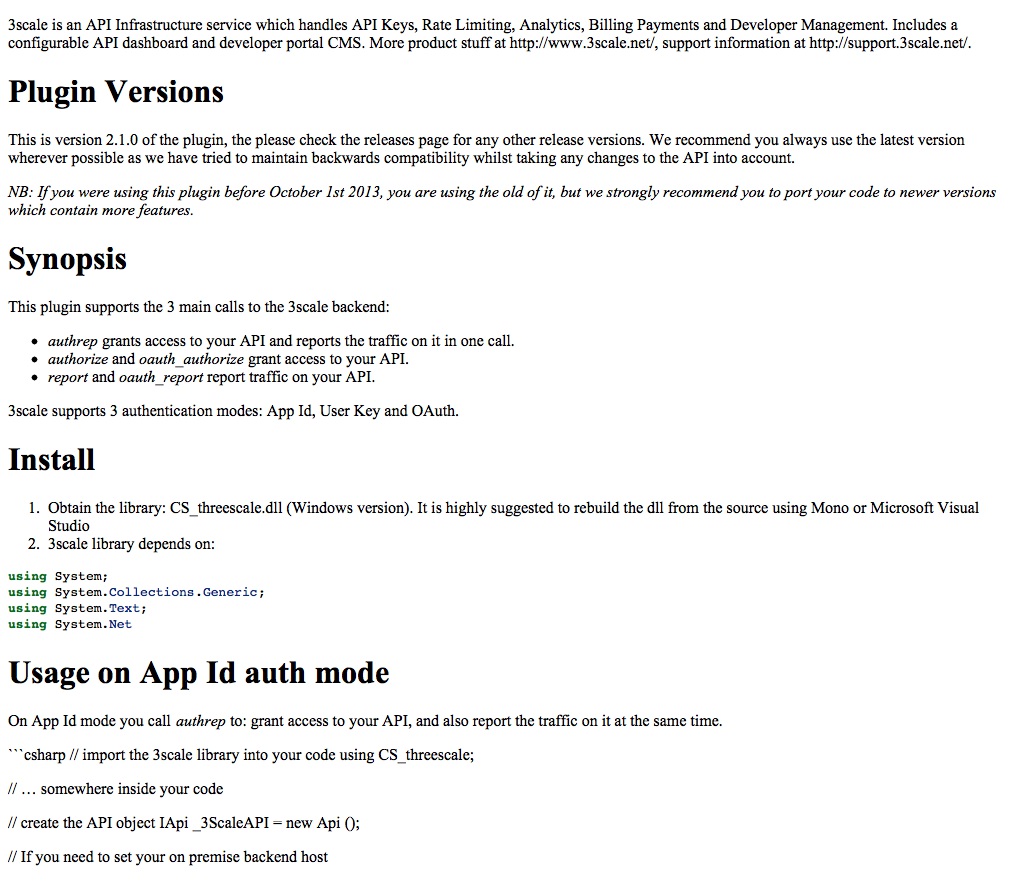 3scale is an API Infrastructure service which handles API Keys, Rate Limiting, Analytics, Billing Payments and Developer Management. Includes a
configurable API dashboard and developer portal CMS. More product stuff at http://www.3scale.net/, support information at http://support.3scale.net/.
Plugin Versions
This is version 2.1.0 of the plugin, the please check the releases page for any other release versions. We recommend you always use the latest version
wherever possible as we have tried to maintain backwards compatibility whilst taking any changes to the API into account.
NB: If you were using this plugin before October 1st 2013, you are using the old of it, but we strongly recommend you to port your code to newer versions
which contain more features.
Synopsis
This plugin supports the 3 main calls to the 3scale backend:
• authrep grants access to your API and reports the traffic on it in one call.
• authorize and oauth_authorize grant access to your API.
• report and oauth_report report traffic on your API.
3scale supports 3 authentication modes: App Id, User Key and OAuth.
Install
1. Obtain the library: CS_threescale.dll (Windows version). It is highly suggested to rebuild the dll from the source using Mono or Microsoft Visual
Studio
2. 3scale library depends on:
using System;
using System.Collections.Generic;
using System.Text;
using System.Net
Usage on App Id auth mode
On App Id mode you call authrep to: grant access to your API, and also report the traffic on it at the same time.
```csharp // import the 3scale library into your code using CS_threescale;
// … somewhere inside your code
// create the API object IApi _3ScaleAPI = new Api ();
// If you need to set your on premise backend host